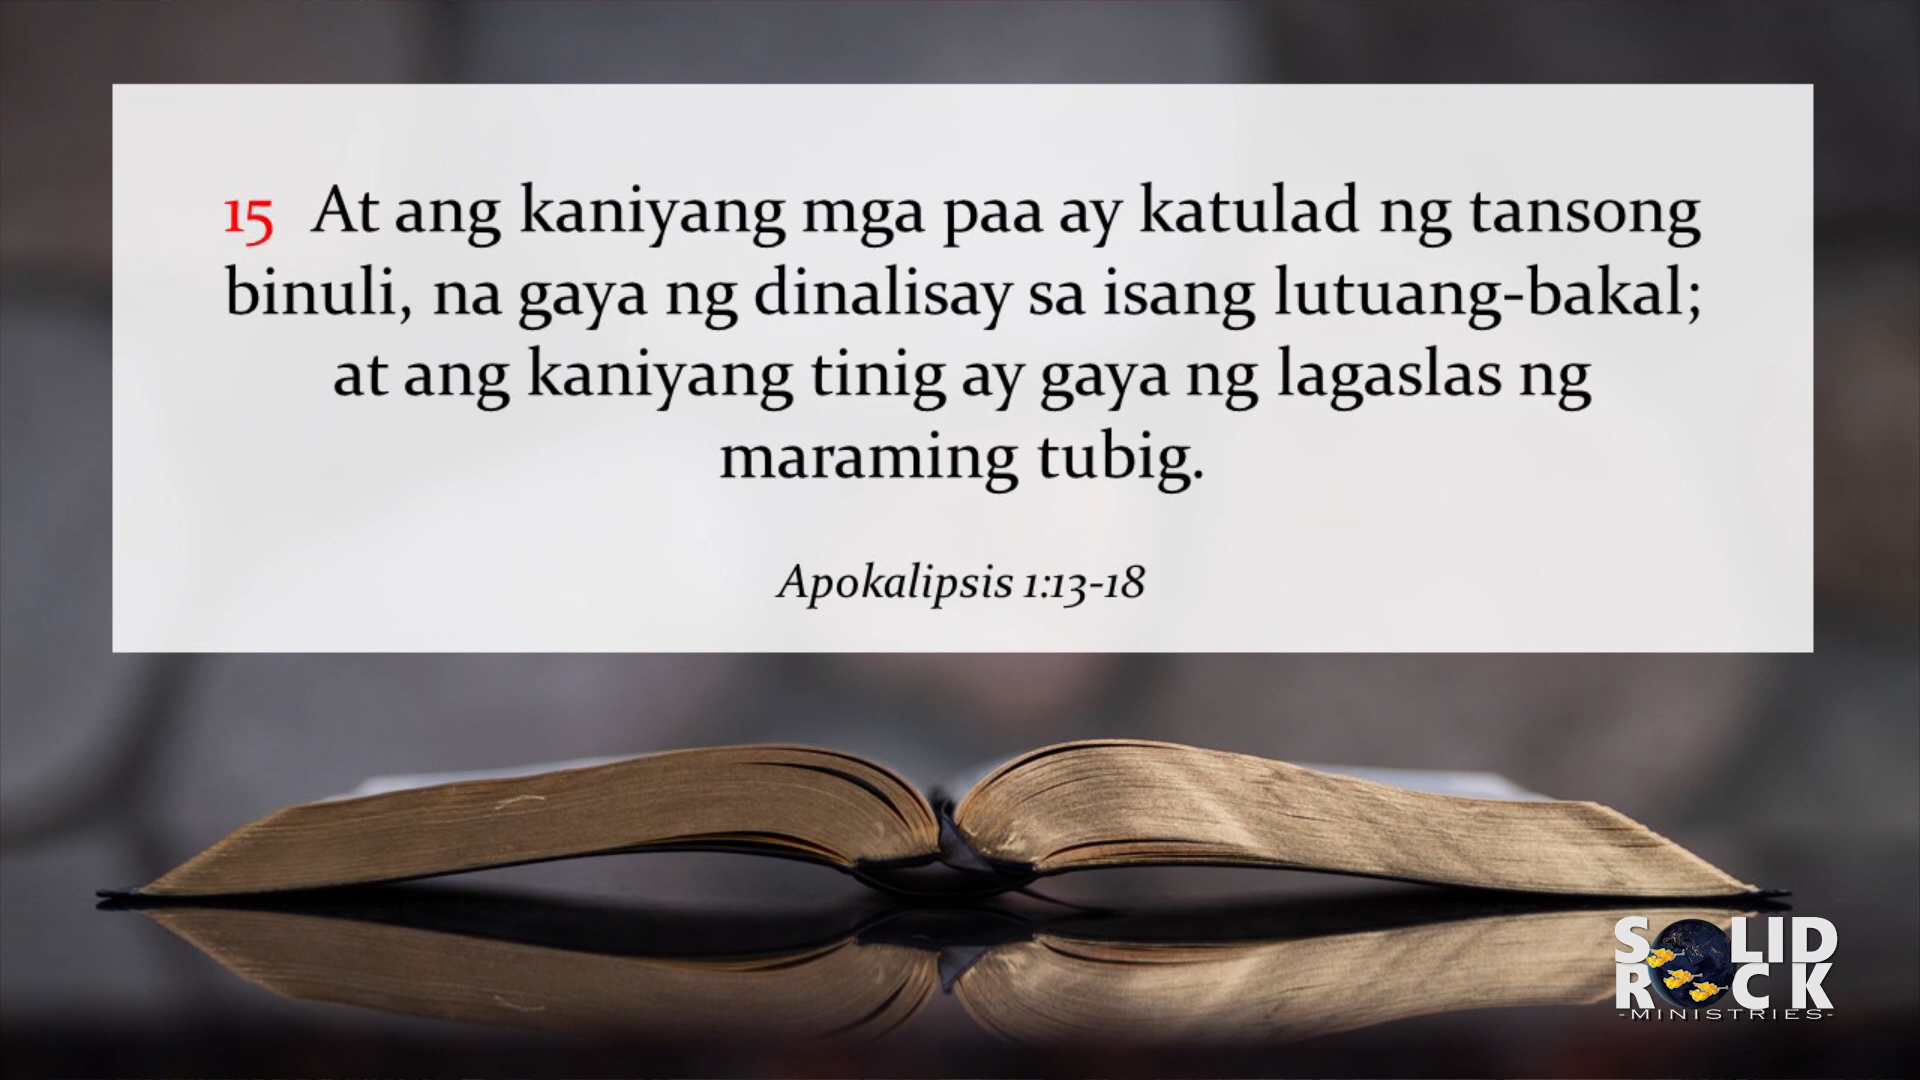 15 At ang kaniyang mga paa ay katulad ng tansong
binuli, na gaya ng dinalisay sa isang lutuang-bakal;
at ang kaniyang tinig ay gaya ng lagaslas ng
maraming tubig.
Apokalipsis 1:13-18
SOLID
ROCK
-MINISTRIES-